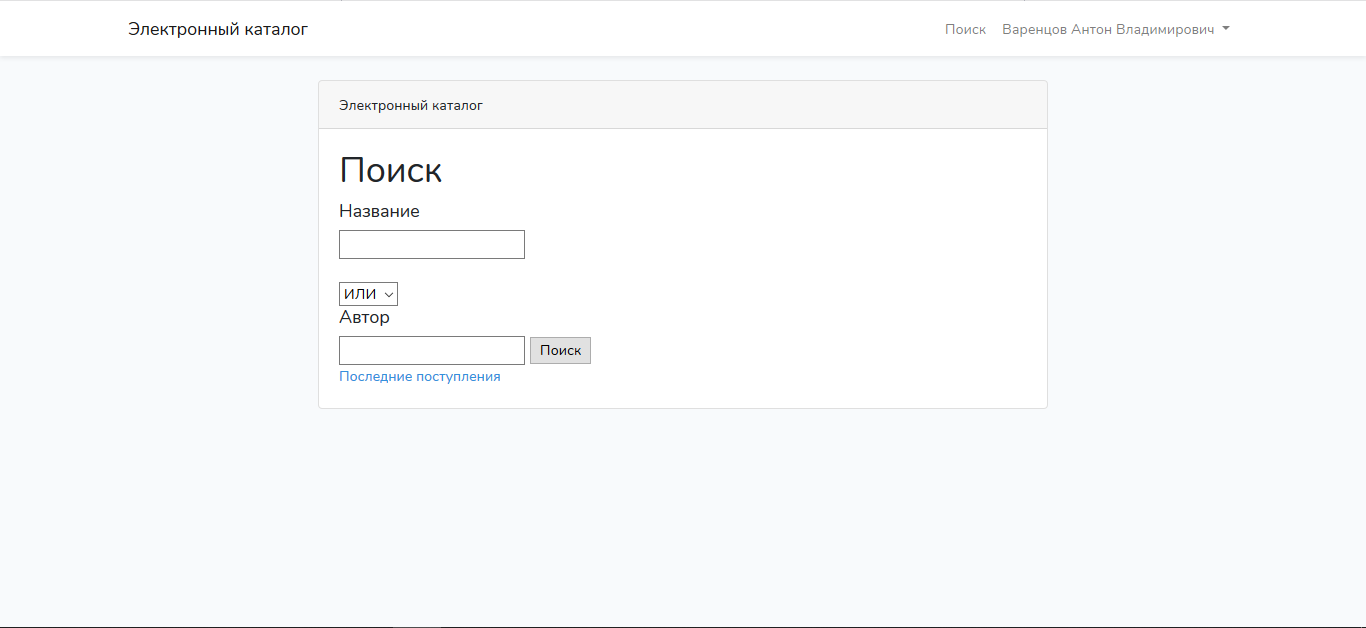 Электронный каталог
Поиск Варенцов Антон Владимирович
Электронный каталог
Поиск
Название
ИЛИ
Автор
Поиск
Последние поступления